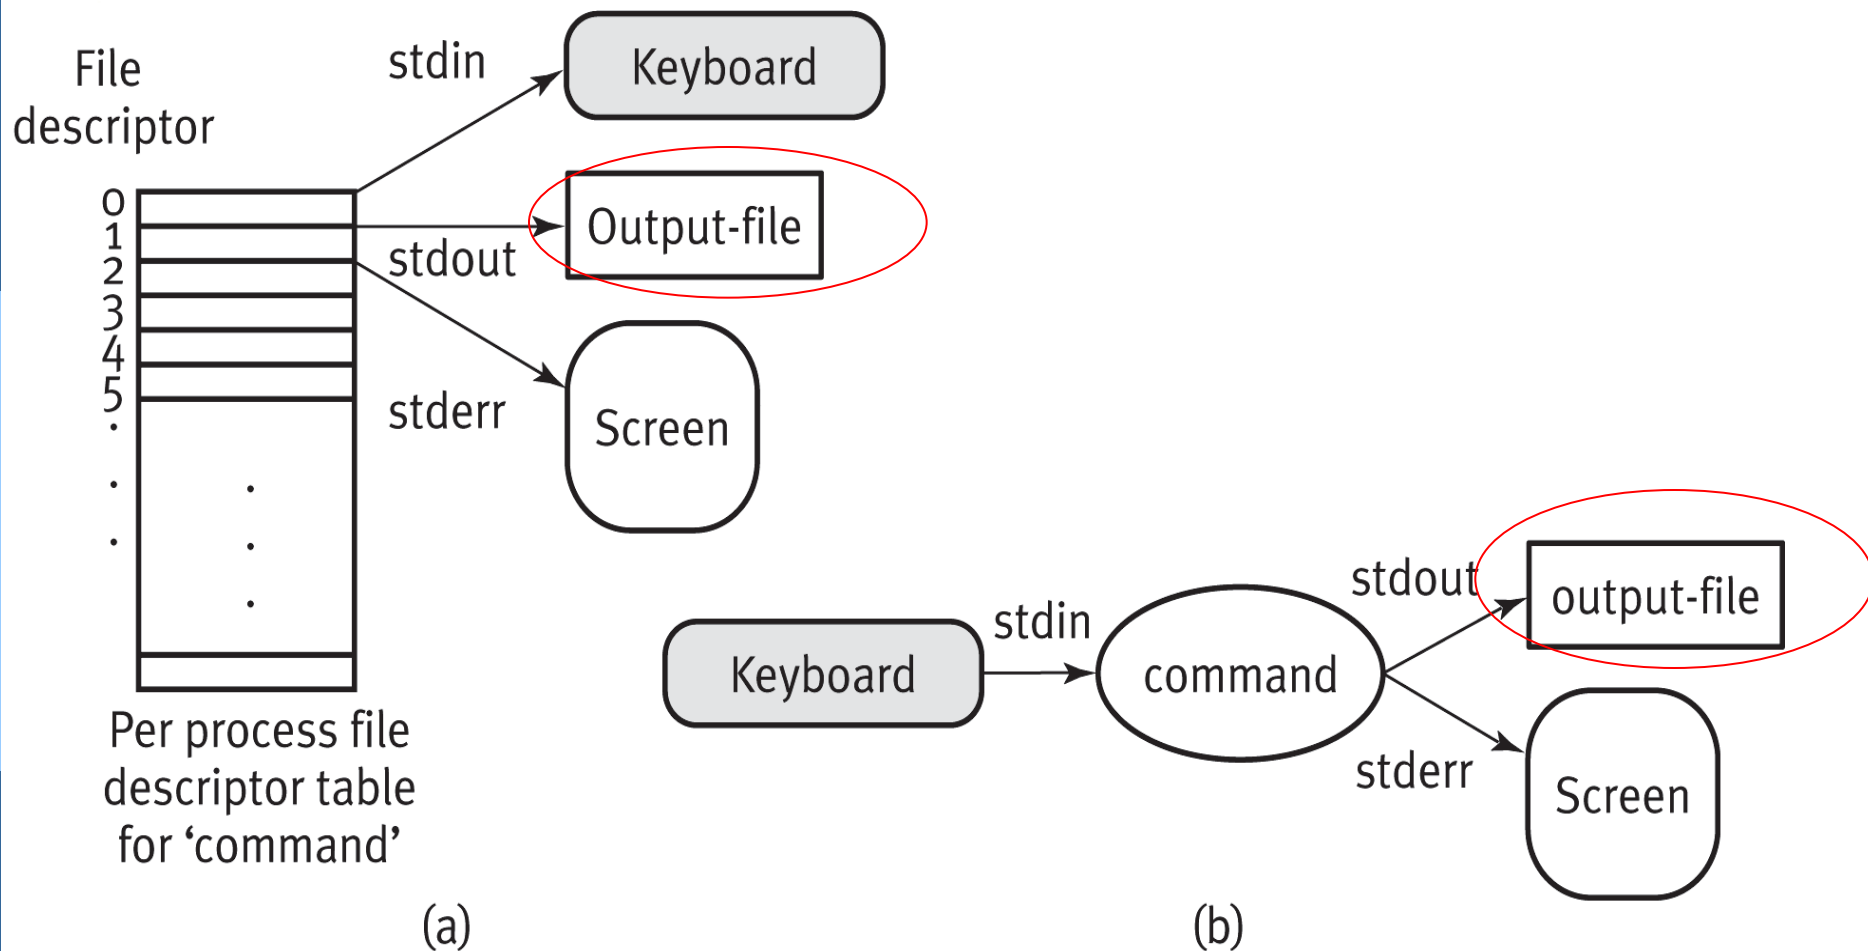 File
descriptor
stdin
Keyboard
0
1
2
3
4
5
stdout
Output-file
stderr
Screen
Per process file
descriptor table
for ‘command’
(a)
Keyboard
stdin
command
stdout
output-file
stderr
Screen
(b)